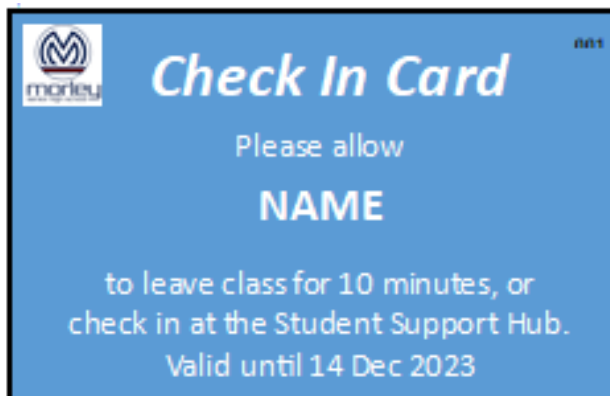 morley
Check In Card
001
Please allow
NAME
to leave class for 10 minutes, or
check in at the Student Support Hub.
Valid until 14 Dec 2023